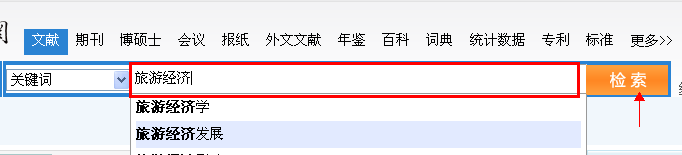 网
文献 期刊 博硕士 会议 报纸 外文文献 年鉴 百科 词典 统计数据 专利 标准 更多>>
关键词 旅游经济 检索
旅游经济学
旅游经济发展